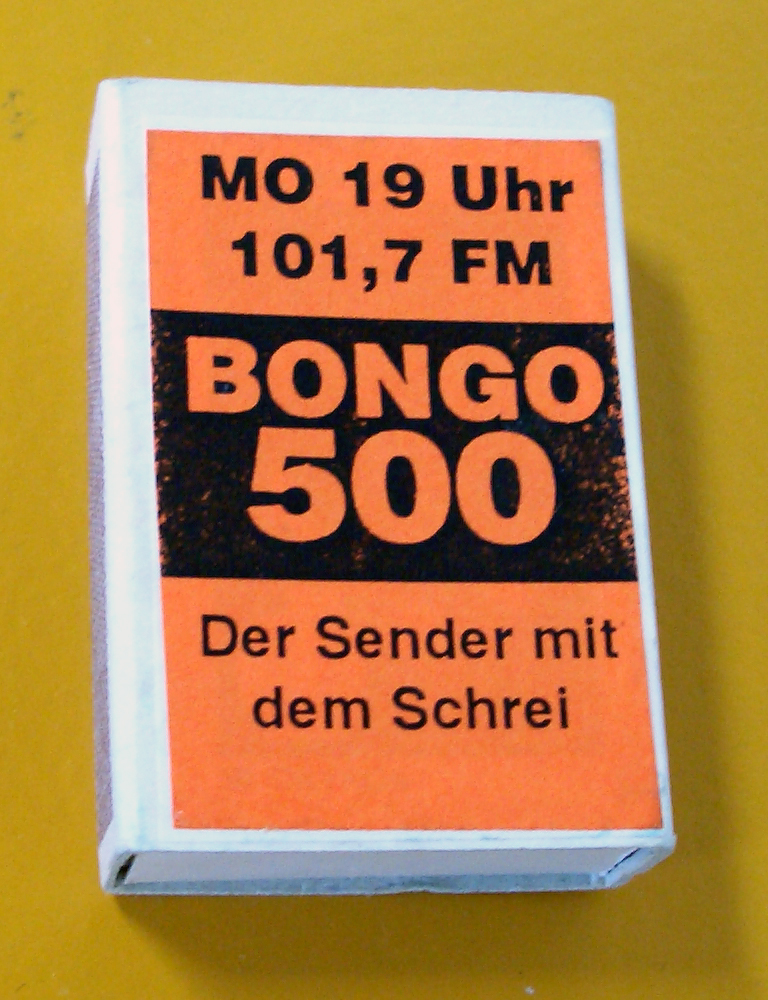 MO 19 Uhr
101,7 FM
BONGO
500
Der Sender mit
dem Schrei